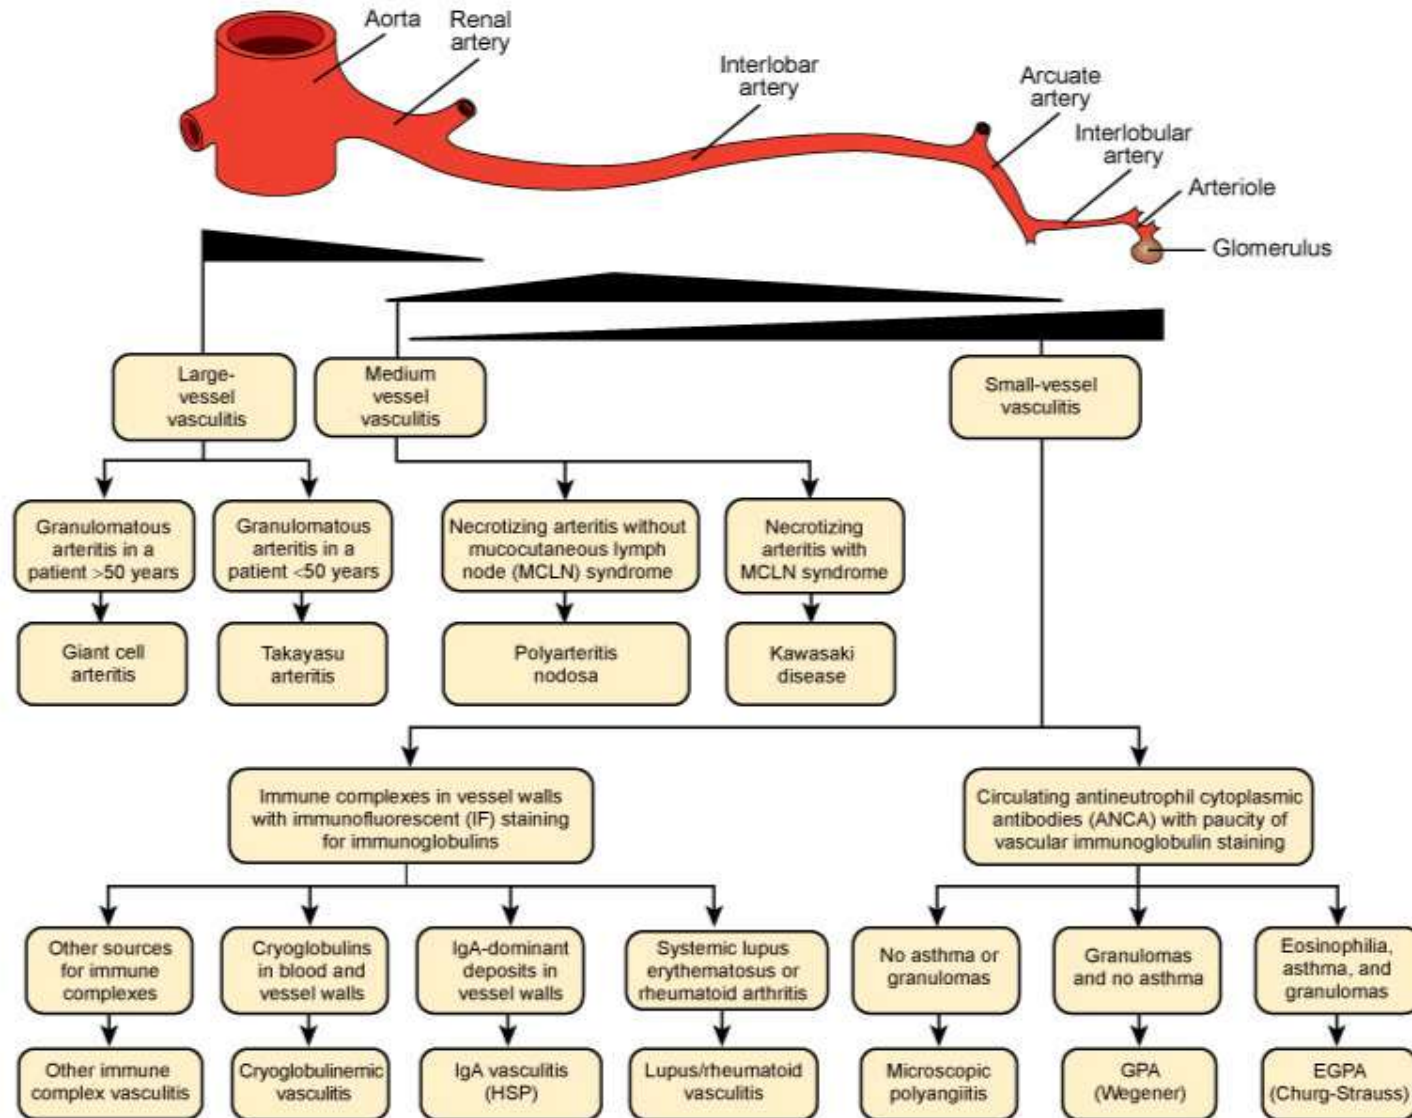 Aorta
Renal
artery
Interlobar
artery
Arcuate
artery
Interlobular
artery
Arteriole
Glomerulus
Large-
vessel
vasculitis
Medium
vessel
vasculitis
Small-vessel
vasculitis
Granulomatous
arteritis in a
patient >50 years
Granulomatous
arteritis in a
patient <50 years
Necrotizing arteritis without
mucocutaneous lymph
node (MCLN) syndrome
Necrotizing
arteritis with
MCLN syndrome
Giant cell
arteritis
Takayasu
arteritis
Polyarteritis
nodosa
Kawasaki
disease
Immune complexes in vessel walls
with immunofluorescent (IF) staining
for immunoglobulins
Circulating antineutrophil cytoplasmic
antibodies (ANCA) with paucity of
vascular immunoglobulin staining
Other sources
for immune
complexes
Cryoglobulins
in blood and
vessel walls
IgA-dominant
deposits in
vessel walls
Systemic lupus
erythematosus or
rheumatoid arthritis
No asthma or
granulomas
Granulomas
and no asthma
Eosinophilia,
asthma, and
granulomas
Other immune
complex vasculitis
Cryoglobulinemic
vasculitis
IgA vasculitis
(HSP)
Lupus/rheumatoid
vasculitis
Microscopic
polyangiitis
GPA
(Wegener)
EGPA
(Churg-Strauss)